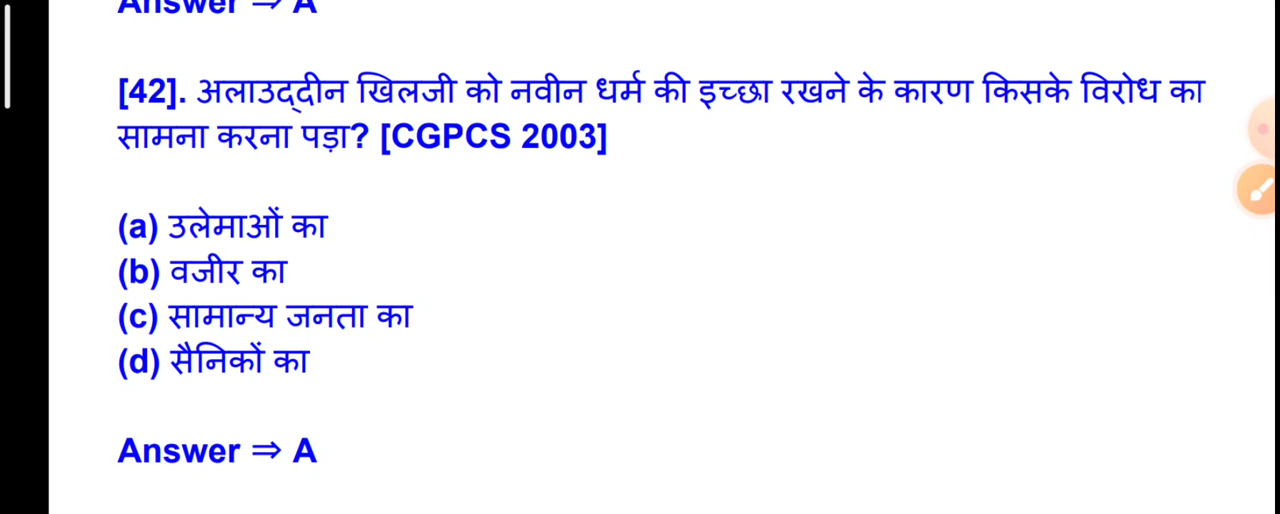 Answer ⇒ A
[42]. अलाउद्दीन खिलजी को नवीन धर्म की इच्छा रखने के कारण किसके विरोध का
सामना करना पड़ा? [CGPCS 2003]
(a) उलेमाओं का
(b) वजीर का
(c) सामान्य जनता का
(d) सैनिकों का
Answer ⇒ A